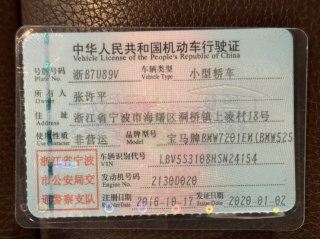 中华人民共和国机动车行驶证
Vehicle License of the People's Republic of China
号牌号码 浙B7U89V 车辆类型 小型轿车
Plate No. Vehicle Type
所有人 张许平
Owner
住址 浙江省宁波市海曙区洞桥镇上凌村18号
Address
使用性质 非营运 品牌型号 宝马牌BMW7201EM(BMW525
Use Character Model
浙江省宁波
市公安局交
通警察支队
车辆识别代号 LBV5S3108HSN24154
VIN
发动机号码 2130D020
Engine No.
注册日期 2016-10-17 发证日期 2020-01-02
Register Date Issue Date